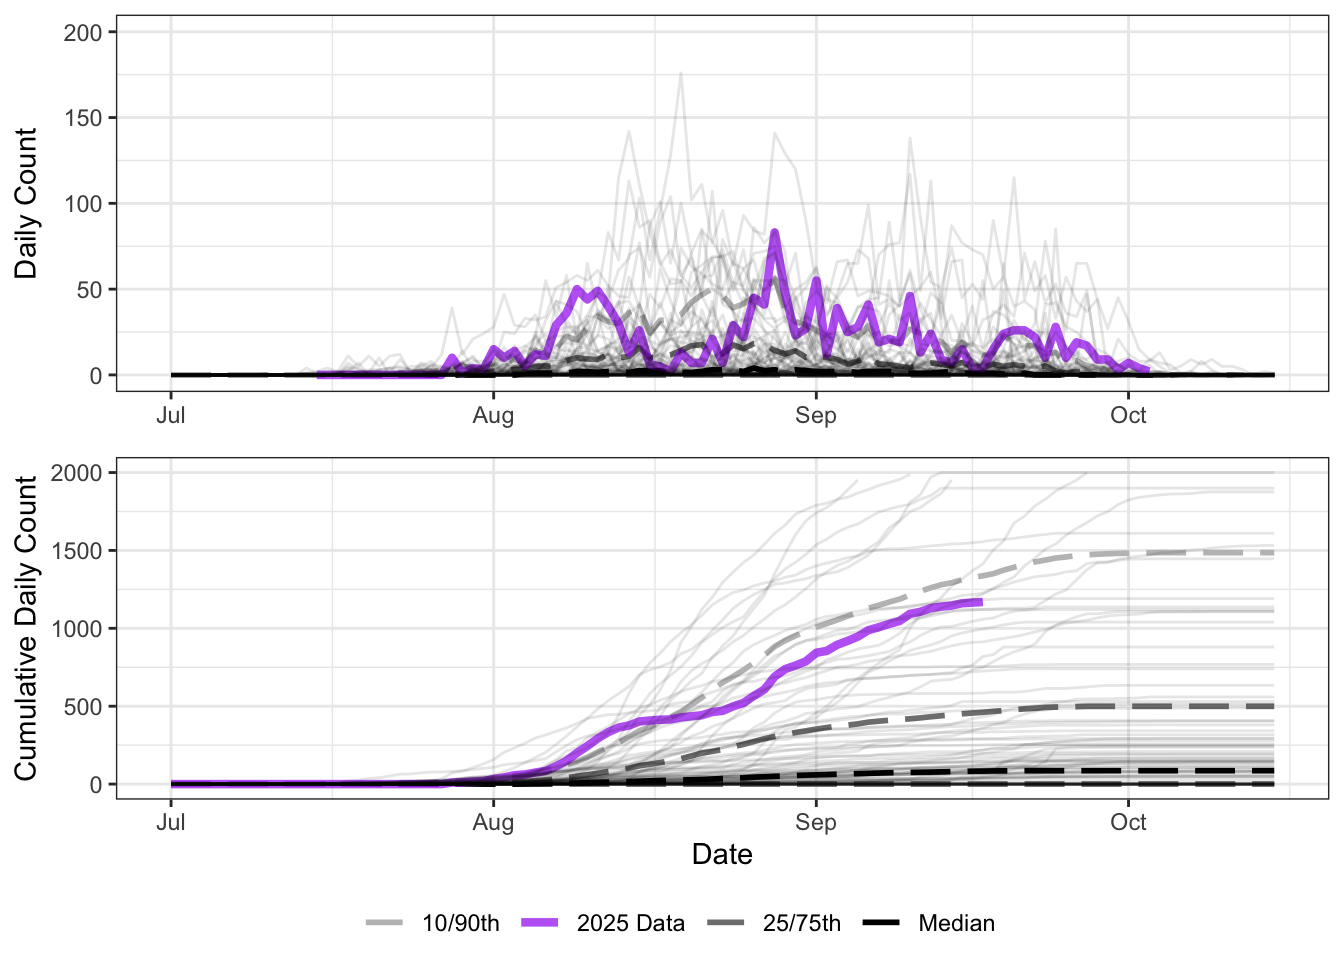 Daily Count
200
150
100
50
0
Jul Aug Sep Oct
Cumulative Daily Count
2000
1500
1000
500
0
Jul Aug Sep Oct
Date
10/90th 2025 Data 25/75th Median